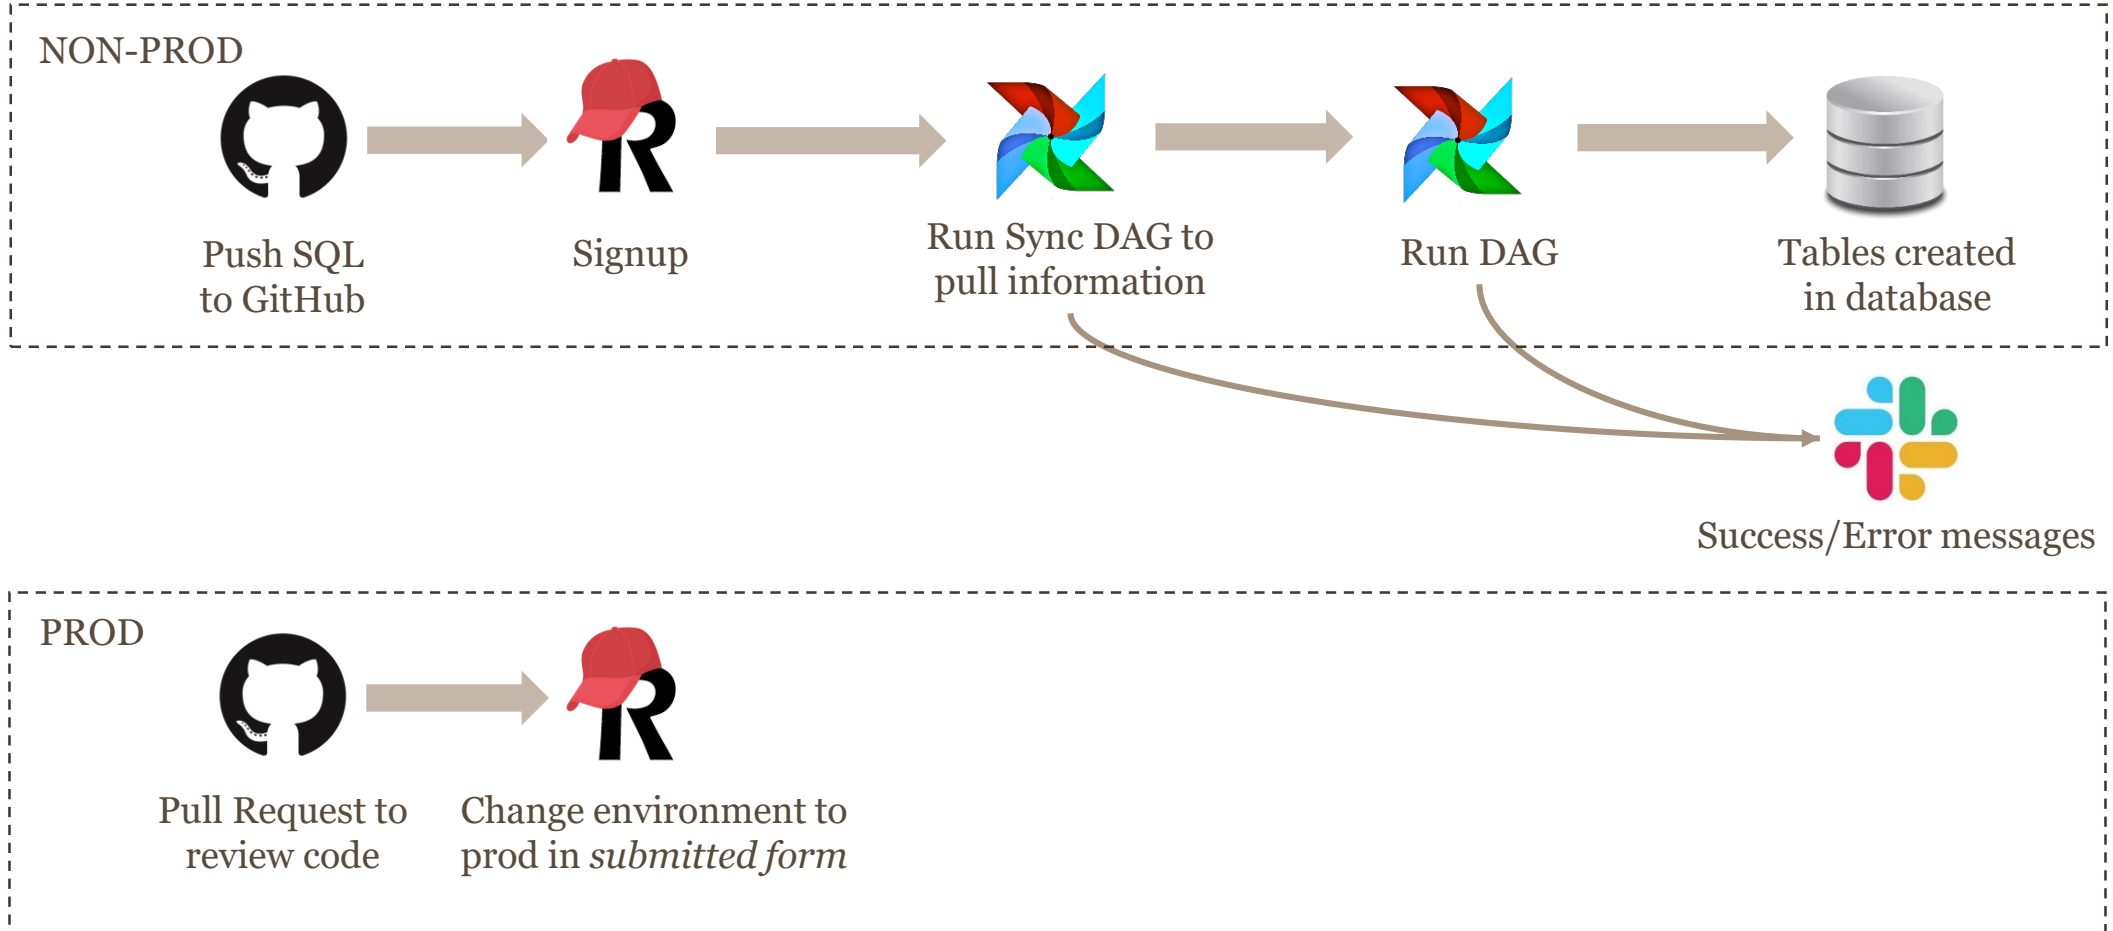 NON-PROD
Push SQL
to GitHub
Signup
Run Sync DAG to
pull information
Run DAG
Tables created
in database
Success/Error messages
PROD
Pull Request to
review code
Change environment to
prod in submitted form